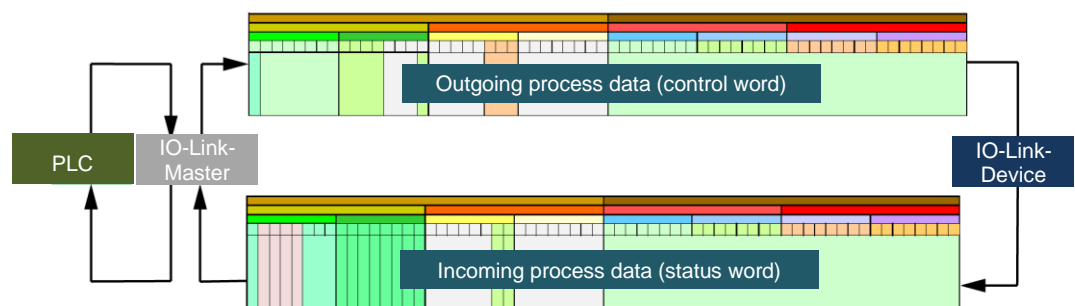 Outgoing process data (control word)
PLC
IO-Link-
Master
IO-Link-
Device
Incoming process data (status word)